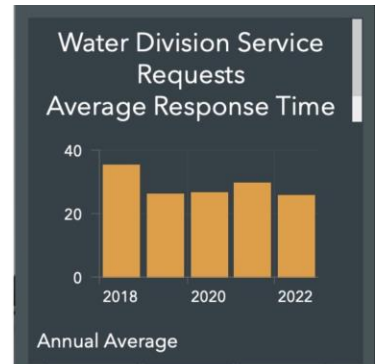 Water Division Service
Requests
Average Response Time
40
20
0
2018 2020 2022
Annual Average